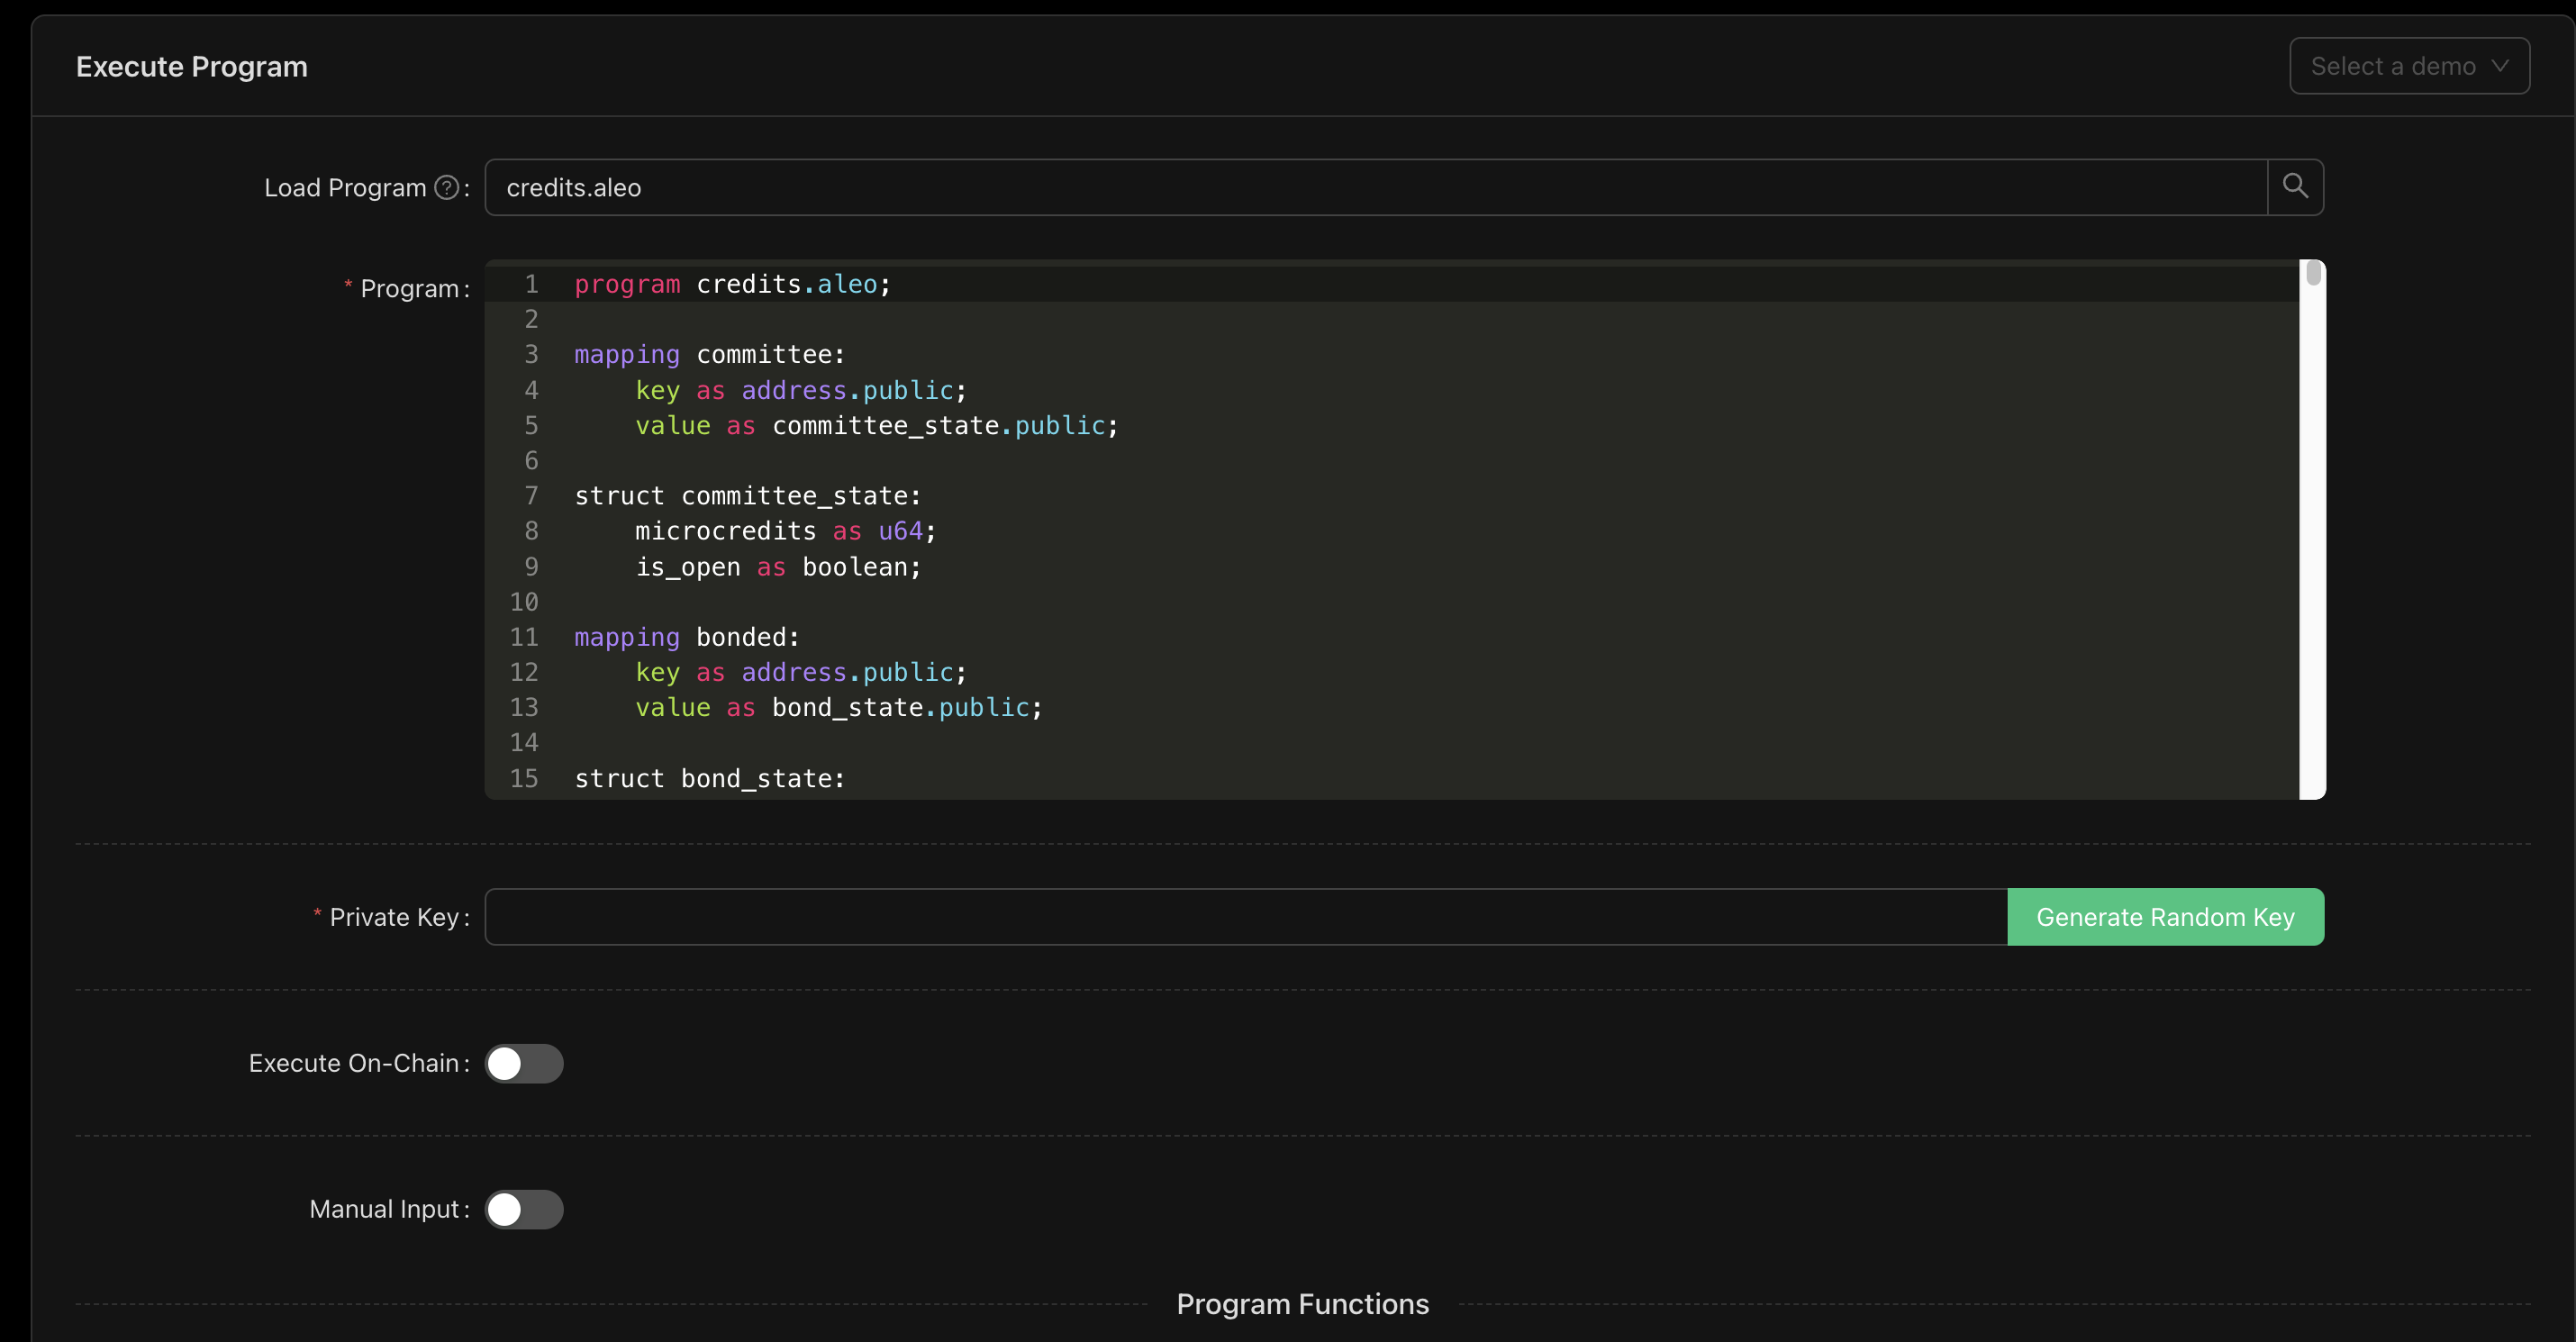 Execute Program
Select a demo
Load Program ? :
credits.aleo
* Program :
1 program credits.aleo;
2
3 mapping committee:
4     key as address.public;
5     value as committee_state.public;
6
7 struct committee_state:
8     microcredits as u64;
9     is_open as boolean;
10
11 mapping bonded:
12     key as address.public;
13     value as bond_state.public;
14
15 struct bond_state:
* Private Key :
Generate Random Key
Execute On-Chain :
Manual Input :
Program Functions